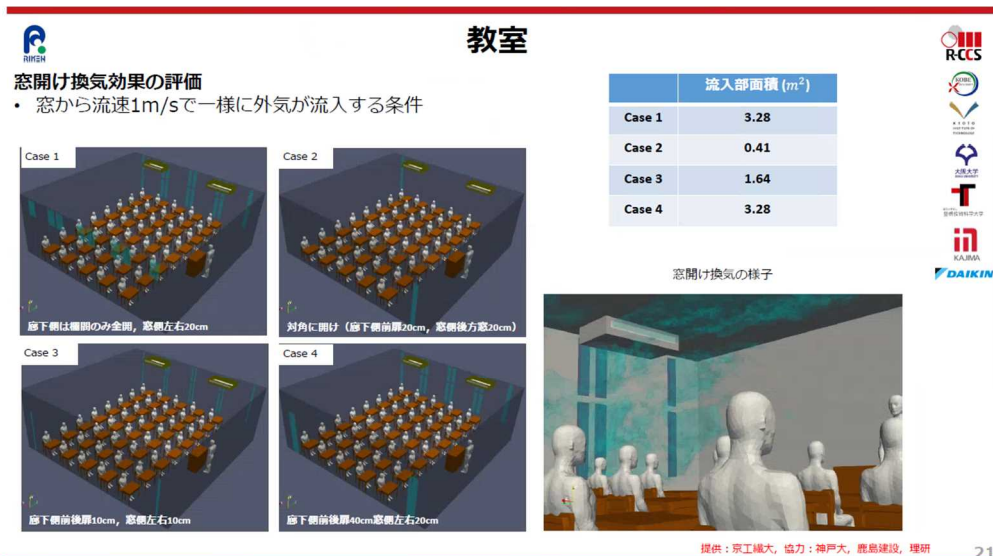 教室
RIKEN
R-CCS
窓開け換気効果の評価
• 窓から流速1m/sで一様に外気が流入する条件
流入部面積 (m²)
Case 1 3.28
Case 2 0.41
Case 3 1.64
Case 4 3.28
KOBE
大阪大学
KAJIMA
DAIKIN
Case 1
廊下側は欄間のみ全開，窓側左右20cm
Case 2
対角に開け（廊下側前扉20cm，窓側後方窓20cm）
Case 3
廊下側前後扉10cm，窓側左右10cm
Case 4
廊下側前後扉40cm窓側左右20cm
窓開け換気の様子
提供：京工繊大，協力：神戸大，鹿島建設，理研
21